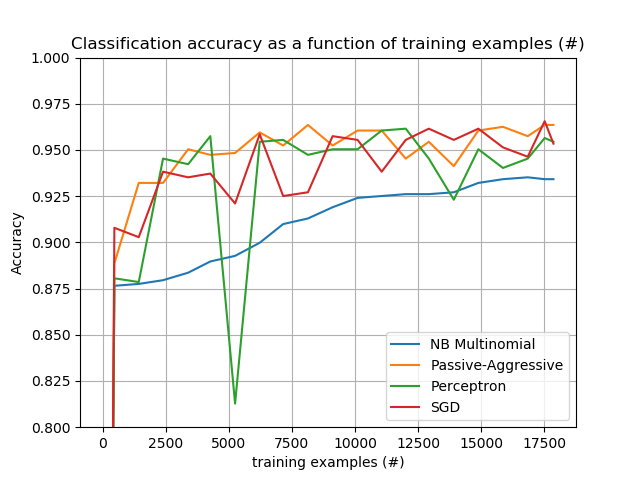 Classification accuracy as a function of training examples (#)
1.000
0.975
0.950
0.925
0.900
0.875
0.850
0.825
0.800
Accuracy
NB Multinomial
Passive-Aggressive
Perceptron
SGD
0 2500 5000 7500 10000 12500 15000 17500
training examples (#)